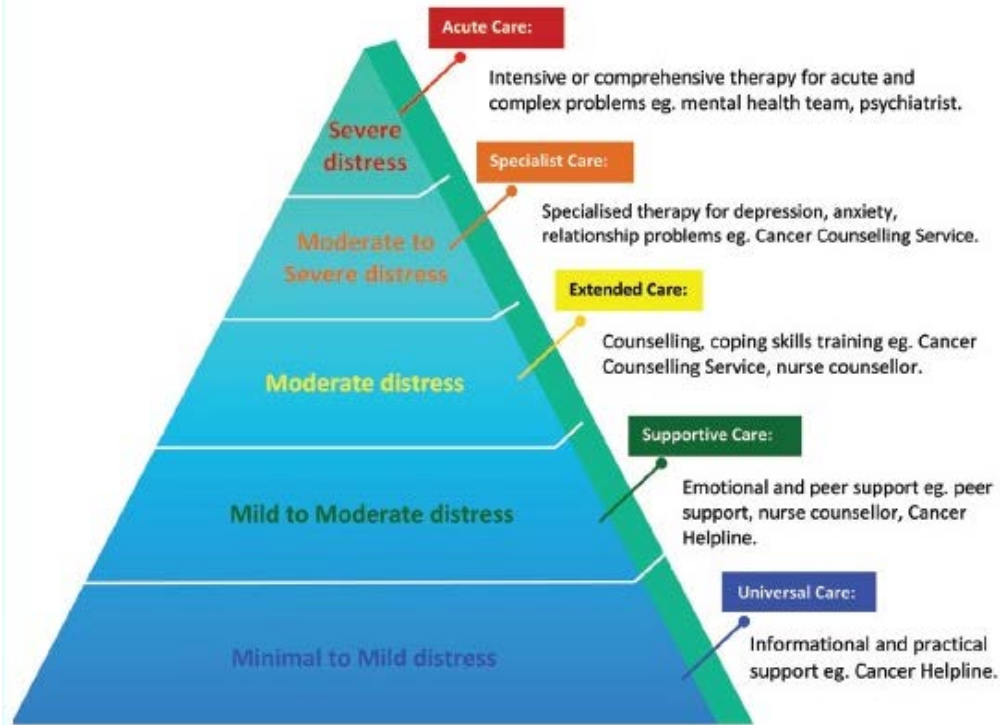 Acute Care:
Intensive or comprehensive therapy for acute and
complex problems eg. mental health team, psychiatrist.
Severe
distress
Specialist Care:
Specialised therapy for depression, anxiety,
relationship problems eg. Cancer Counselling Service.
Moderate to
Severe distress
Extended Care:
Counselling, coping skills training eg. Cancer
Counselling Service, nurse counsellor.
Moderate distress
Supportive Care:
Emotional and peer support eg. peer
support, nurse counsellor, Cancer
Helpline.
Mild to Moderate distress
Universal Care:
Informational and practical
support eg. Cancer Helpline.
Minimal to Mild distress